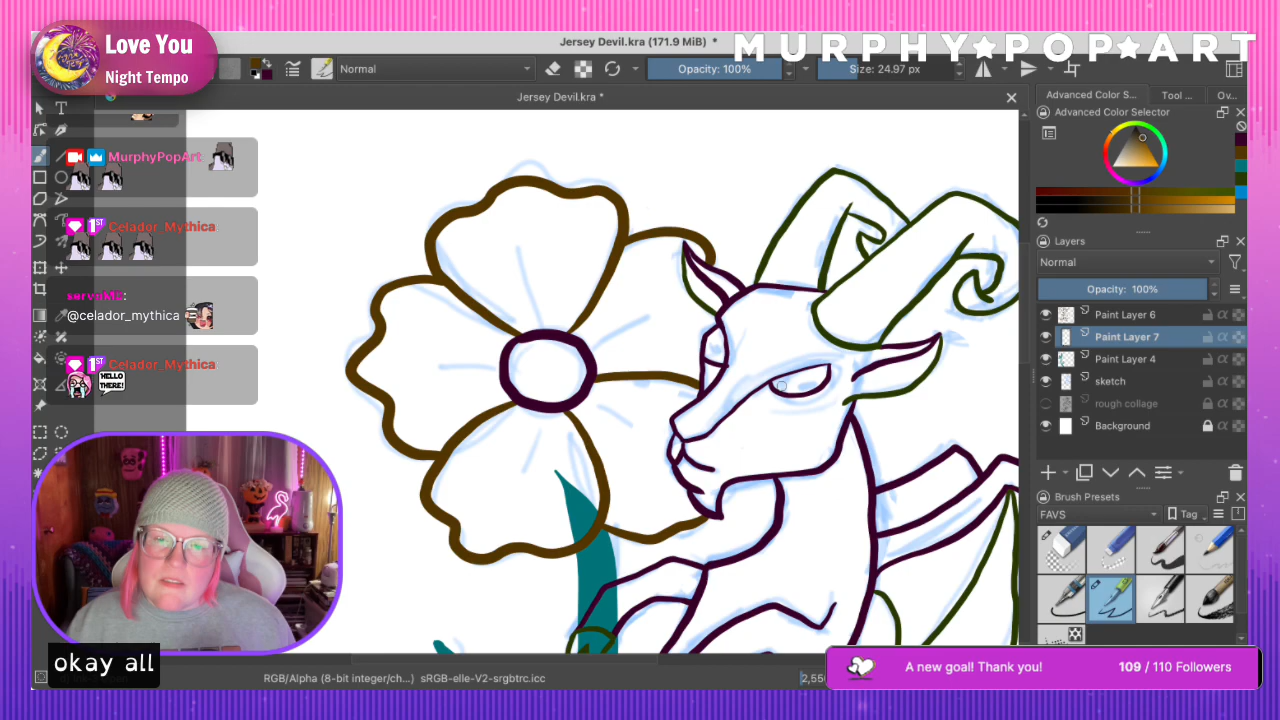 Love You
Night Tempo
Jersey Devil.kra (171.9 MiB) *
MURPHY★POP★ART
Normal
Opacity: 100%
Size: 24.97 px
Jersey Devil.kra *
Advanced Color S...
Tool ...
Ov...
Advanced Color Selector
MurphyPopArt
1ST Celador_Mythica
servuMD:
@celador_mythica
1ST Celador_Mythica
HELLO THERE!
Layers
Normal
Opacity: 100%
Paint Layer 6
Paint Layer 7
Paint Layer 4
sketch
rough collage
Background
Brush Presets
FAVS
Tag
okay all
RGB/Alpha (8-bit integer/ch...) sRGB-elle-V2-srgbtrc.icc
A new goal! Thank you!
109 / 110 Followers